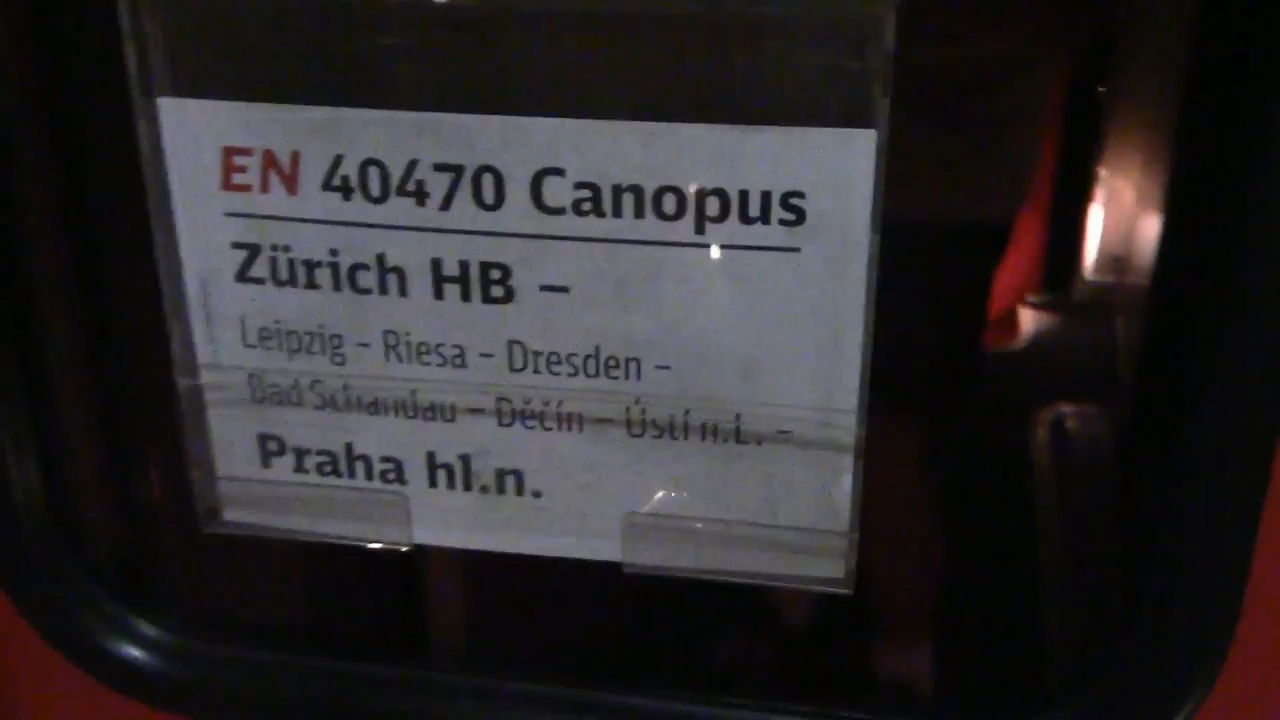 EN 40470 Canopus
Zürich HB –
Leipzig – Riesa – Dresden –
Bad Schandau – Děčín – Ústí n.L. –
Praha hl.n.